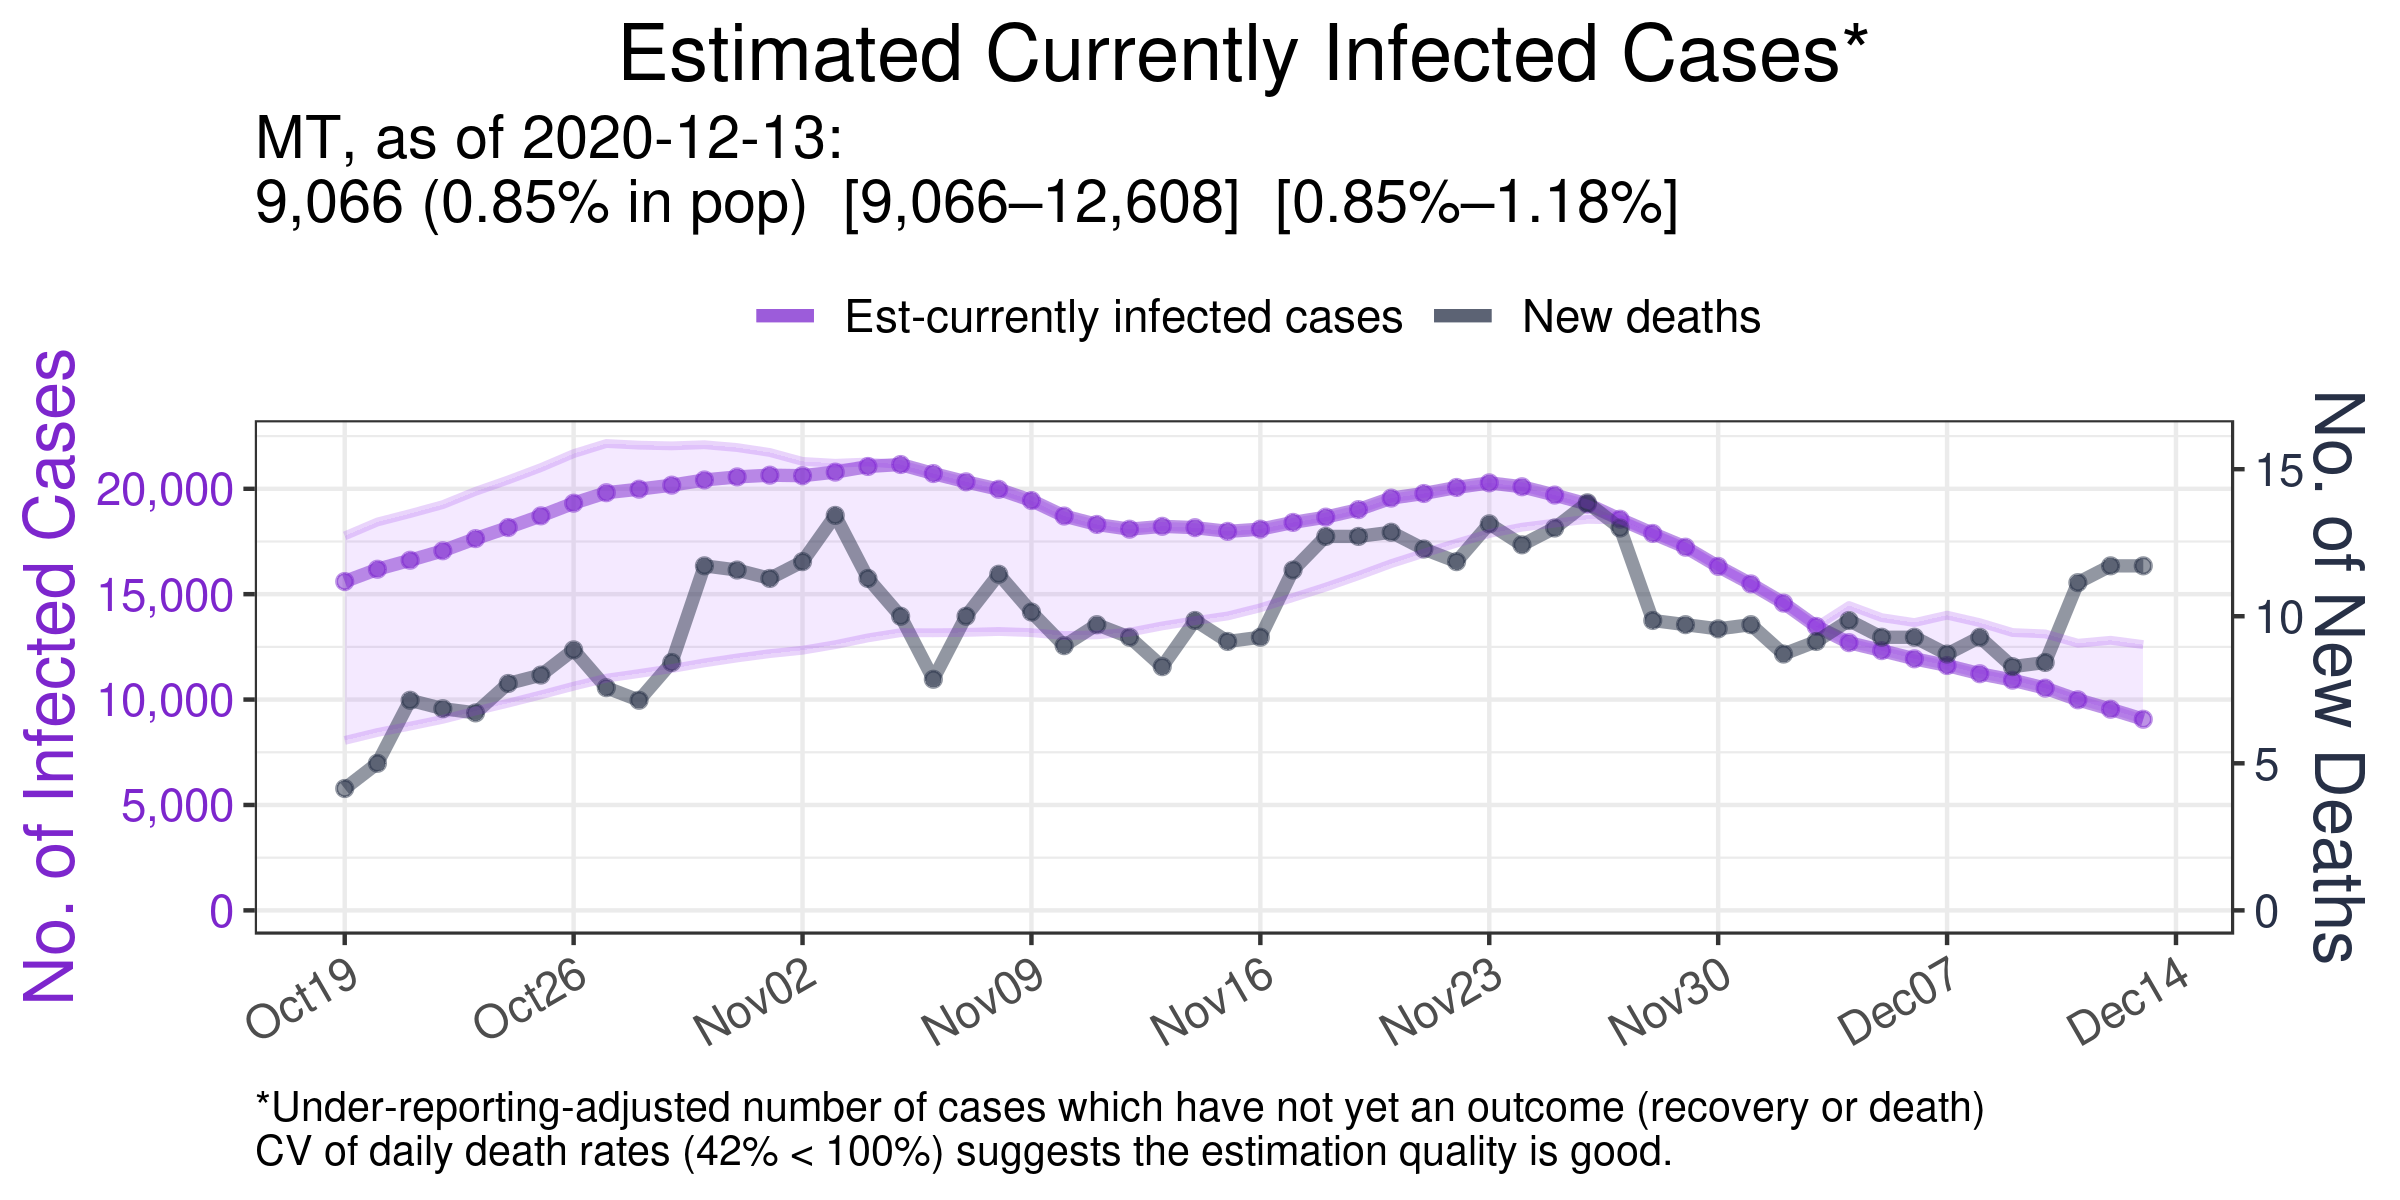 Estimated Currently Infected Cases*
MT, as of 2020-12-13:
9,066 (0.85% in pop)  [9,066–12,608]  [0.85%–1.18%]
Est-currently infected cases
New deaths
No. of Infected Cases
20,000
15,000
10,000
5,000
0
15
10
5
0
No. of New Deaths
Oct19
Oct26
Nov02
Nov09
Nov16
Nov23
Nov30
Dec07
Dec14
*Under-reporting-adjusted number of cases which have not yet an outcome (recovery or death)
CV of daily death rates (42% < 100%) suggests the estimation quality is good.